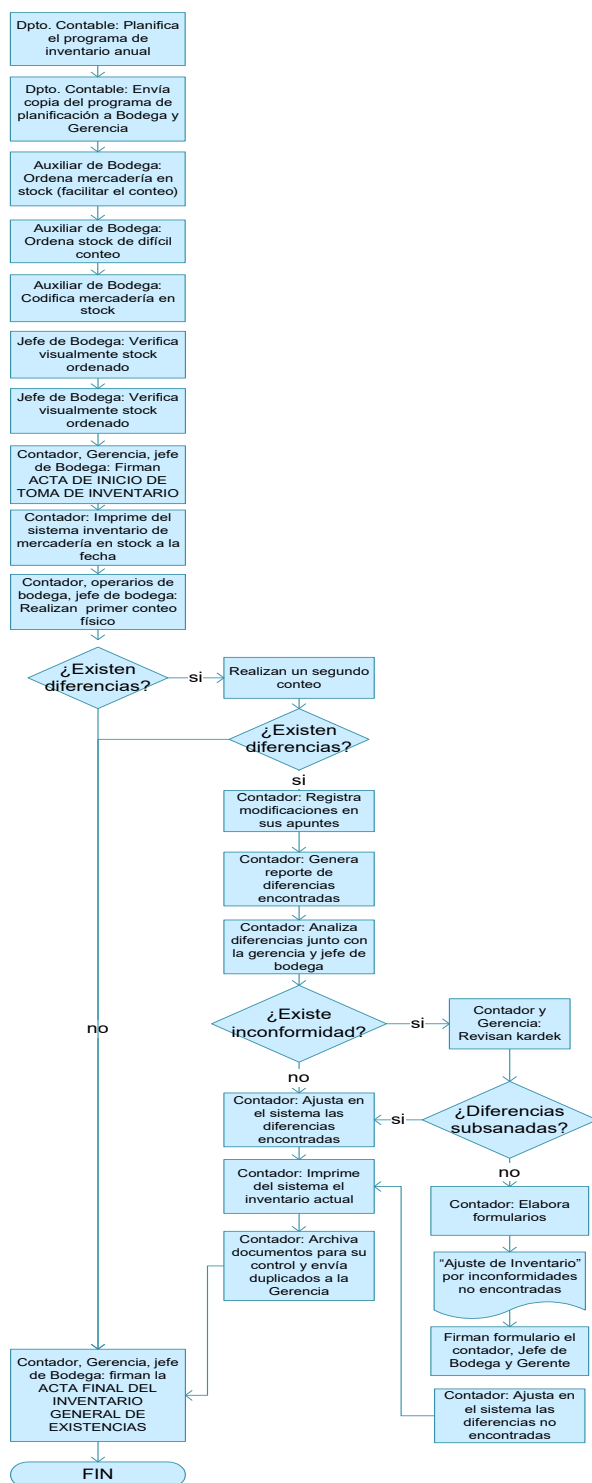 Dpto. Contable: Planifica
el programa de
inventario anual
Dpto. Contable: Envía
copia del programa de
planificación a Bodega y
Gerencia
Auxiliar de Bodega:
Ordena mercadería en
stock (facilitar el conteo)
Auxiliar de Bodega:
Ordena stock de difícil
conteo
Auxiliar de Bodega:
Codifica mercadería en
stock
Jefe de Bodega: Verifica
visualmente stock
ordenado
Jefe de Bodega: Verifica
visualmente stock
ordenado
Contador, Gerencia, jefe
de Bodega: Firman
ACTA DE INICIO DE
TOMA DE INVENTARIO
Contador: Imprime del
sistema inventario de
mercadería en stock a la
fecha
Contador, operarios de
bodega, jefe de bodega:
Realizan primer conteo
físico
¿Existen
diferencias?
si
Realizan un segundo
conteo
¿Existen
diferencias?
si
Contador: Registra
modificaciones en
sus apuntes
Contador: Genera
reporte de
diferencias
encontradas
Contador: Analiza
diferencias junto con
la gerencia y jefe de
bodega
no
¿Existe
inconformidad?
si
Contador y
Gerencia:
Revisan kardek
no
Contador: Ajusta en
el sistema las
diferencias
encontradas
si
¿Diferencias
subsanadas?
no
Contador: Imprime
del sistema el
inventario actual
Contador: Elabora
formularios
Contador: Archiva
documentos para su
control y envía
duplicados a la
Gerencia
“Ajuste de Inventario”
por inconformidades
no encontradas
Firman formulario el
contador, Jefe de
Bodega y Gerente
Contador: Ajusta en
el sistema las
diferencias no
encontradas
Contador, Gerencia, jefe
de Bodega: firman la
ACTA FINAL DEL
INVENTARIO
GENERAL DE
EXISTENCIAS
FIN